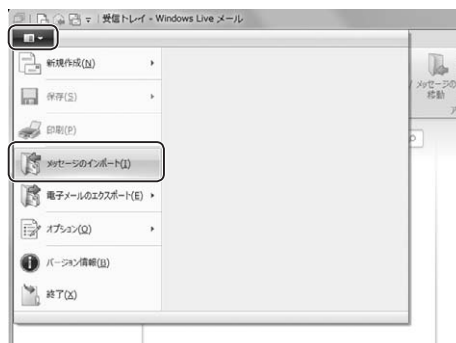 受信トレイ - Windows Live メール
新規作成(N)
保存(S)
印刷(P)
メッセージのインポート(I)
電子メールのエクスポート(E)
オプション(O)
バージョン情報(B)
終了(X)
メッセージの
移動